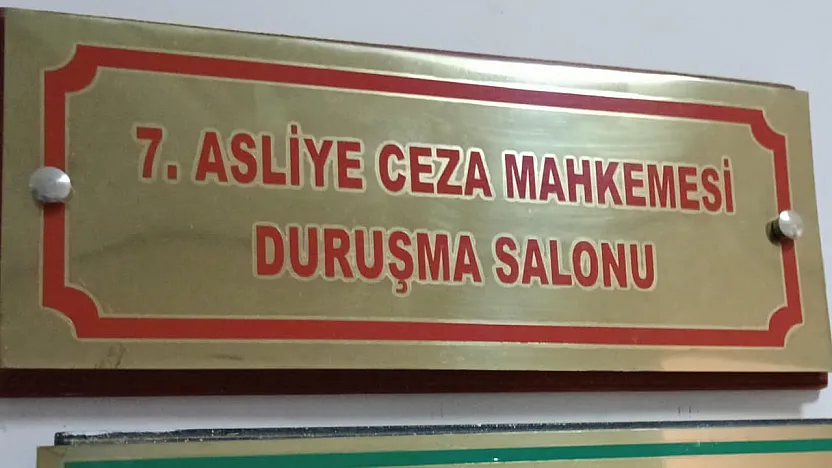 7. ASLİYE CEZA MAHKEMESİ
DURUŞMA SALONU